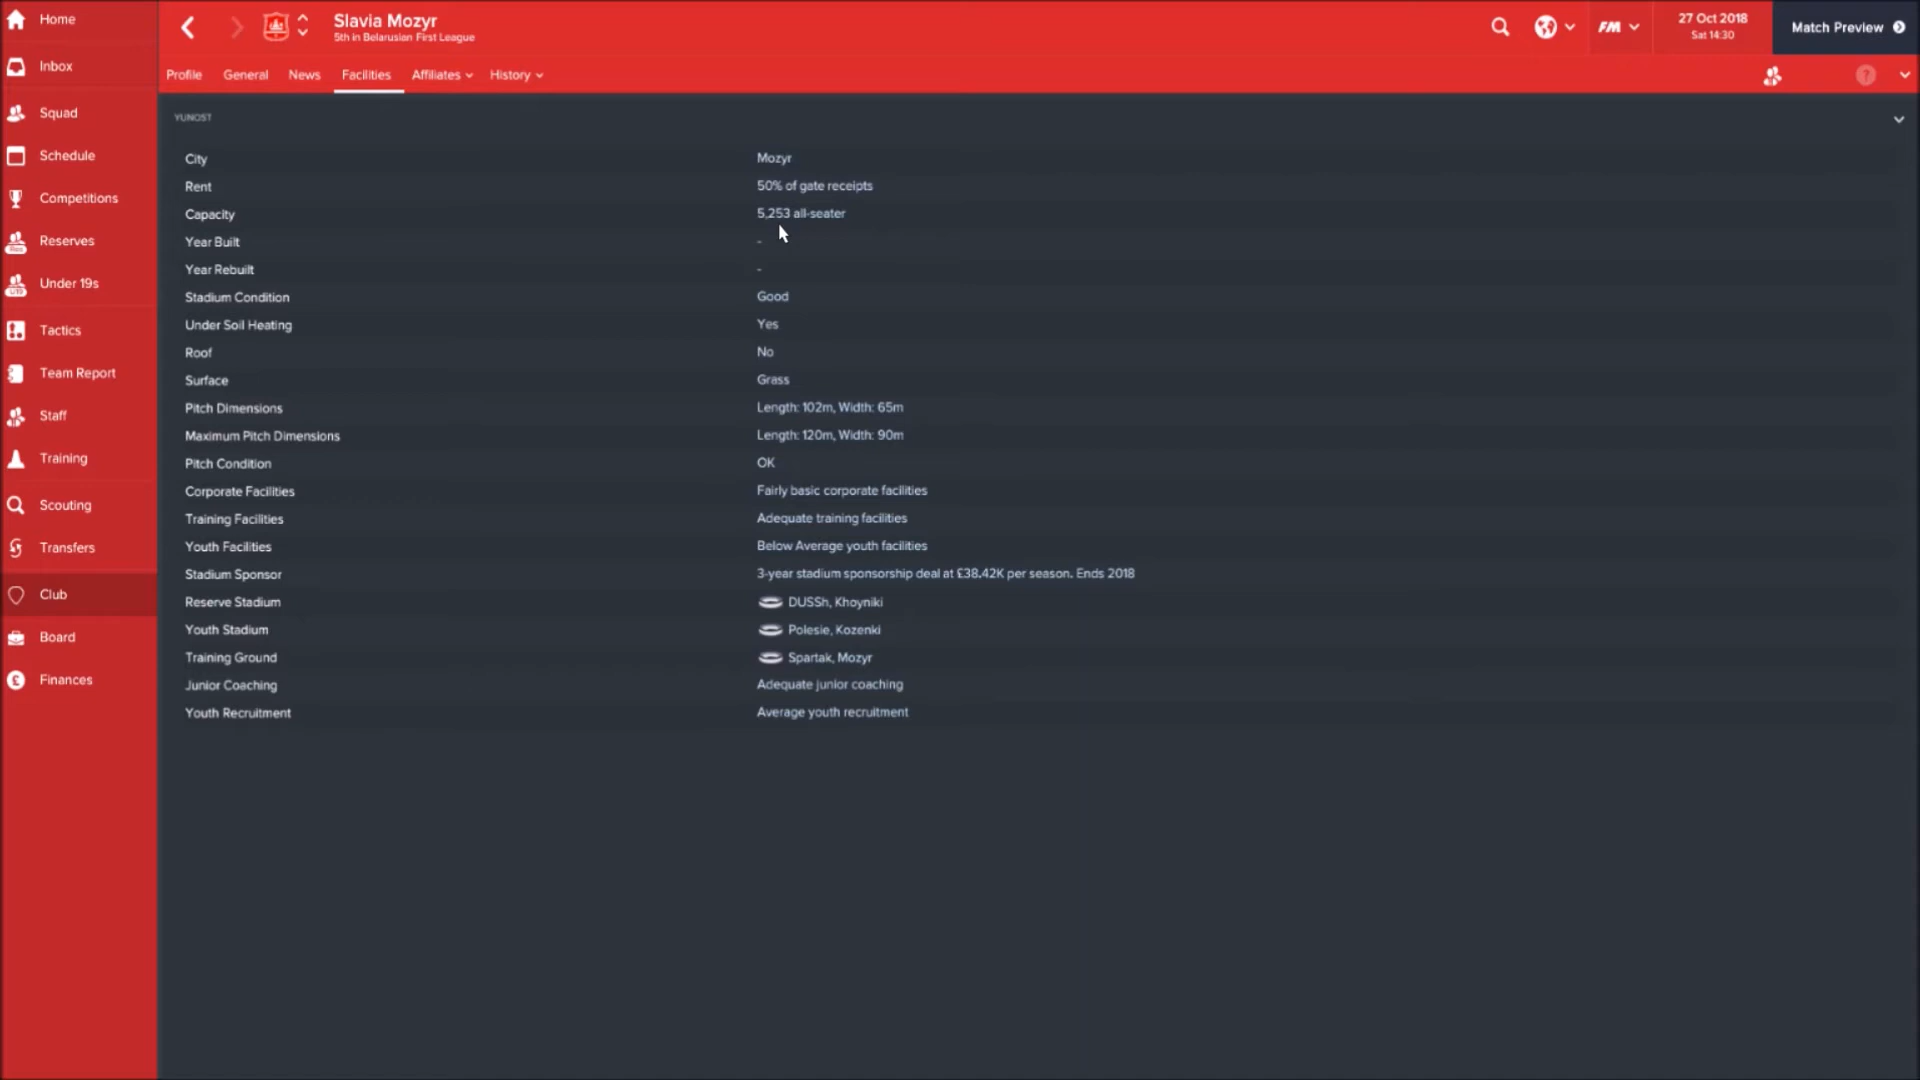 Home
Inbox
Squad
Schedule
Competitions
Reserves
Under 19s
Tactics
Team Report
Staff
Training
Scouting
Transfers
Club
Board
Finances
Slavia Mozyr
5th in Belarusian First League
FM
27 Oct 2018
Sat 14:30
Match Preview
Profile General News Facilities Affiliates History
YUNOST
City Mozyr
Rent 50% of gate receipts
Capacity 5,253 all-seater
Year Built -
Year Rebuilt -
Stadium Condition Good
Under Soil Heating Yes
Roof No
Surface Grass
Pitch Dimensions Length: 102m, Width: 65m
Maximum Pitch Dimensions Length: 120m, Width: 90m
Pitch Condition OK
Corporate Facilities Fairly basic corporate facilities
Training Facilities Adequate training facilities
Youth Facilities Below Average youth facilities
Stadium Sponsor 3-year stadium sponsorship deal at £38.42K per season. Ends 2018
Reserve Stadium DUSSh, Khoyniki
Youth Stadium Polesie, Kozenki
Training Ground Spartak, Mozyr
Junior Coaching Adequate junior coaching
Youth Recruitment Average youth recruitment